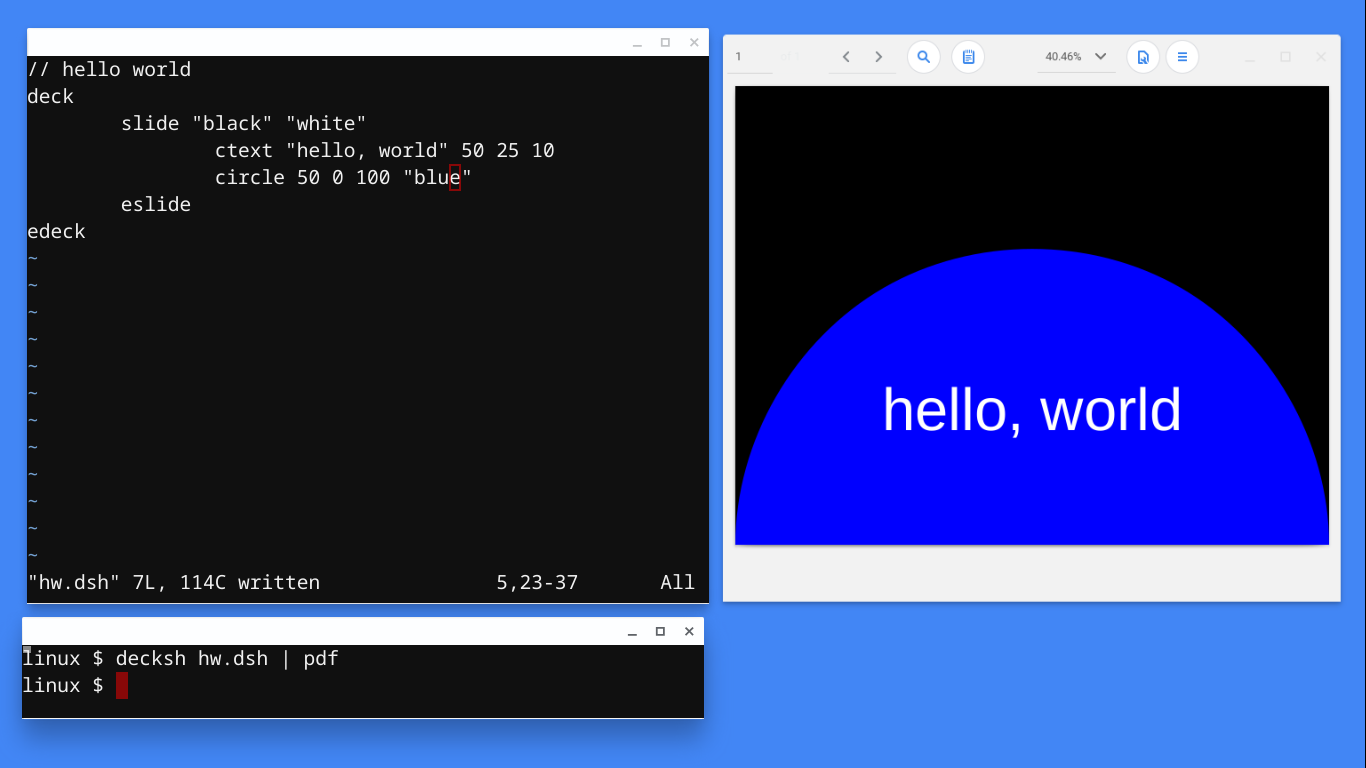 // hello world
deck
slide "black" "white"
ctext "hello, world" 50 25 10
circle 50 0 100 "blue"
eslide
edeck
~
~
~
~
~
~
~
~
~
~
~
~
"hw.dsh" 7L, 114C written 5,23-37 All
linux $ decksh hw.dsh | pdf
linux $
1
40.46%
hello, world